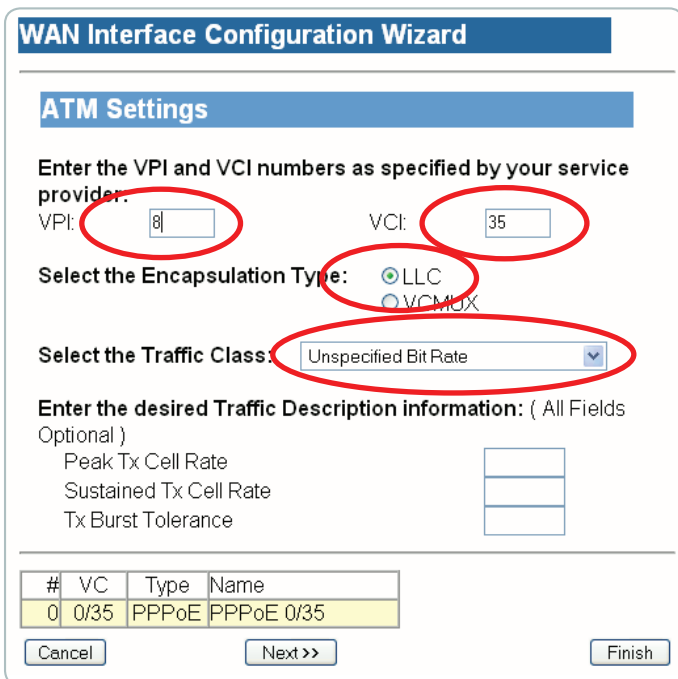 WAN Interface Configuration Wizard
ATM Settings
Enter the VPI and VCI numbers as specified by your service
provider:
VPI: 8 VCI: 35
Select the Encapsulation Type: LLC
VCMUX
Select the Traffic Class: Unspecified Bit Rate
Enter the desired Traffic Description information: ( All Fields
Optional )
Peak Tx Cell Rate
Sustained Tx Cell Rate
Tx Burst Tolerance
# VC Type Name
0 0/35 PPPoE PPPoE 0/35
Cancel Next >> Finish